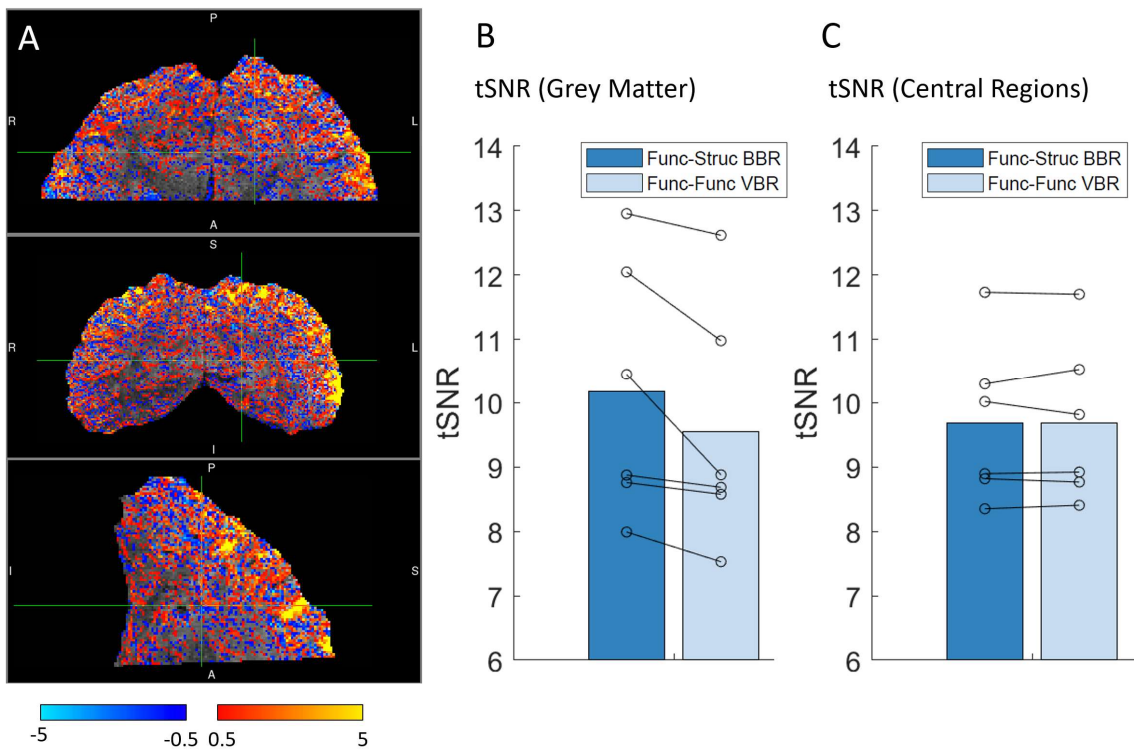 A
P
R
L
A
S
R
L
I
P
I
S
A
-5
-0.5
0.5
5
B
tSNR (Grey Matter)
Func-Struc BBR
Func-Func VBR
14
13
12
11
10
9
8
7
6
tSNR
C
tSNR (Central Regions)
Func-Struc BBR
Func-Func VBR
14
13
12
11
10
9
8
7
6
tSNR